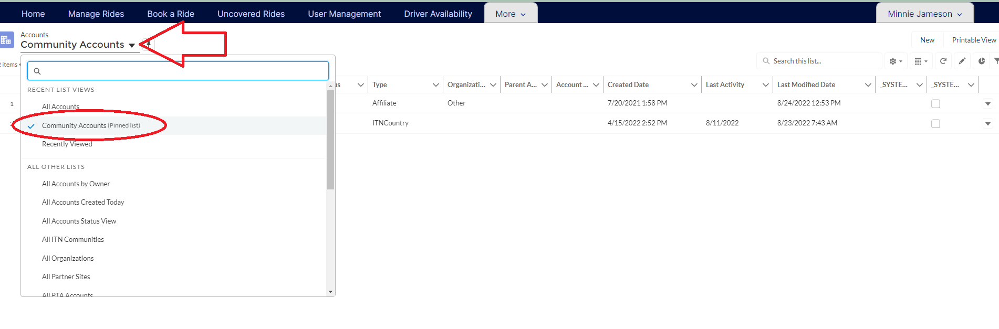 Home Manage Rides Book a Ride Uncovered Rides User Management Driver Availability More Minnie Jameson
Accounts
Community Accounts
New Printable View
items •
Search this list...
us Type Organizati... Parent A... Account ... Created Date Last Activity Last Modified Date _SYSTE... _SYSTE...
1 Affiliate Other 7/20/2021 1:58 PM 8/24/2022 12:53 PM
ITNCountry 4/15/2022 2:52 PM 8/11/2022 8/23/2022 7:43 AM
RECENT LIST VIEWS
All Accounts
Community Accounts (Pinned list)
Recently Viewed
ALL OTHER LISTS
All Accounts by Owner
All Accounts Created Today
All Accounts Status View
All ITN Communities
All Organizations
All Partner Sites
All PTA Accounts